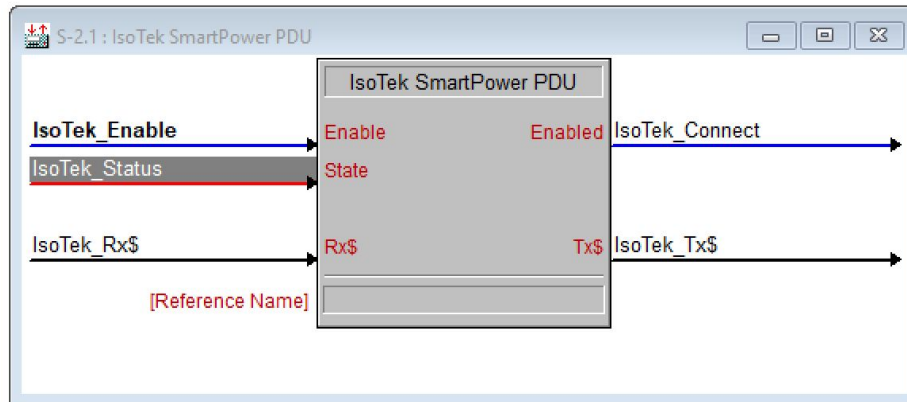 S-2.1 : IsoTek SmartPower PDU
IsoTek SmartPower PDU
IsoTek_Enable Enable Enabled IsoTek_Connect
IsoTek_Status State
IsoTek_Rx$ Rx$ Tx$ IsoTek_Tx$
[Reference Name]